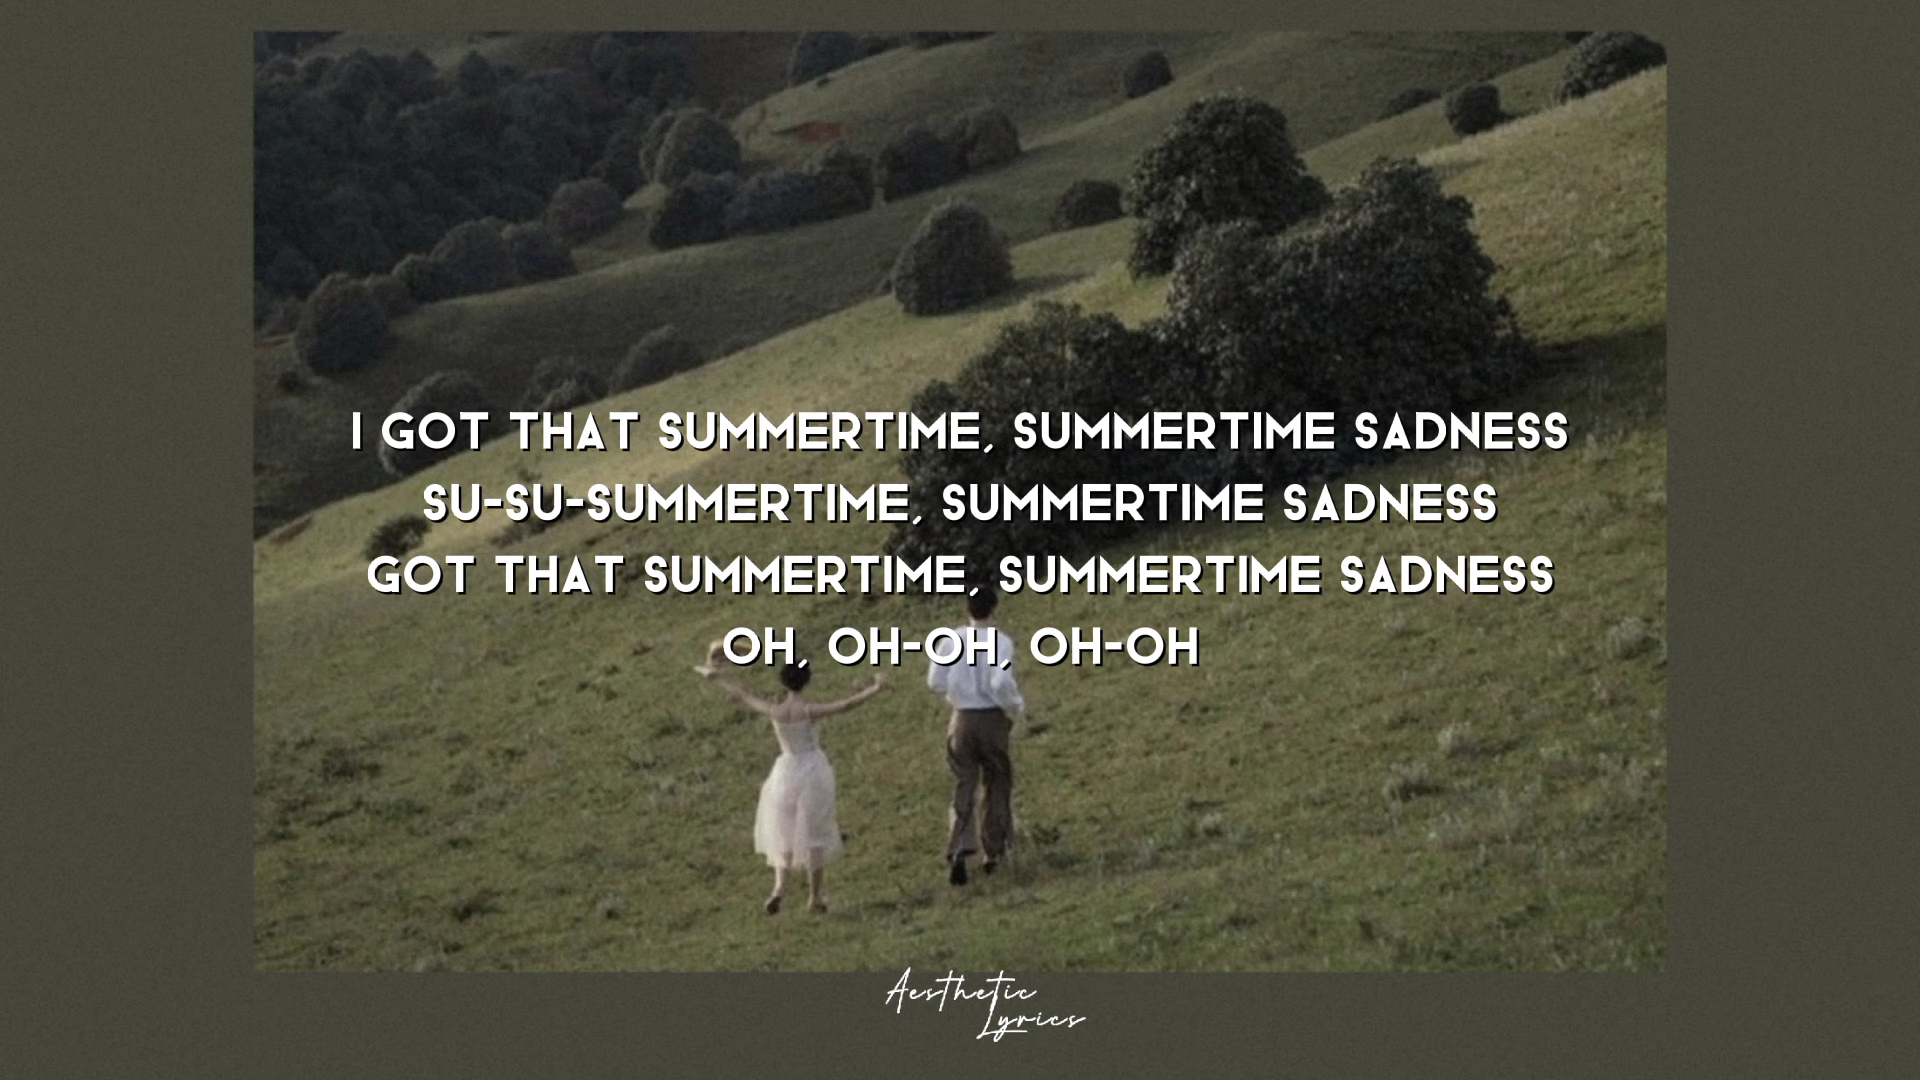 I GOT THAT SUMMERTIME, SUMMERTIME SADNESS
SU-SU-SUMMERTIME, SUMMERTIME SADNESS
GOT THAT SUMMERTIME, SUMMERTIME SADNESS
OH, OH-OH, OH-OH
Aesthetic
Lyrics